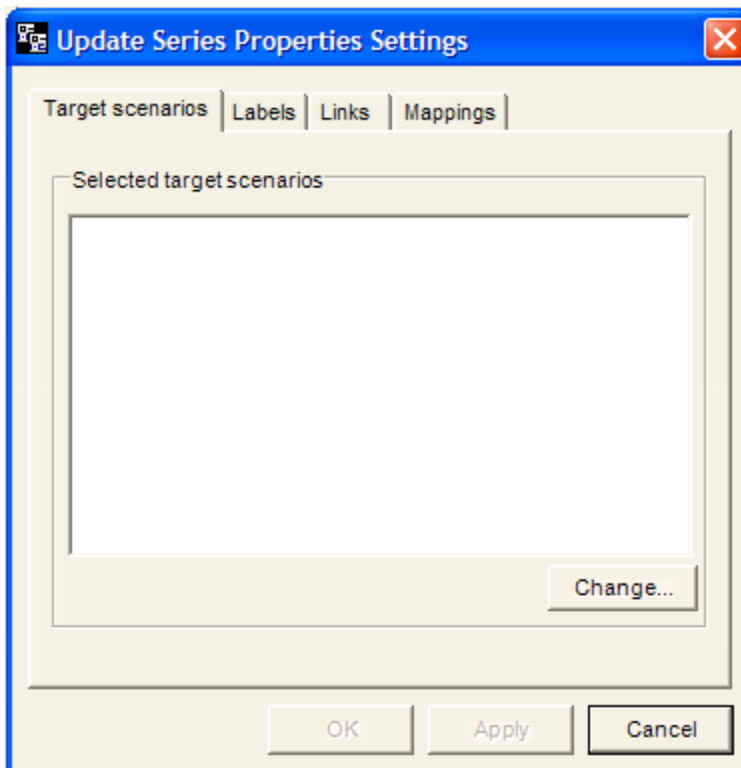 Update Series Properties Settings
Target scenarios Labels Links Mappings
Selected target scenarios
Change...
OK Apply Cancel